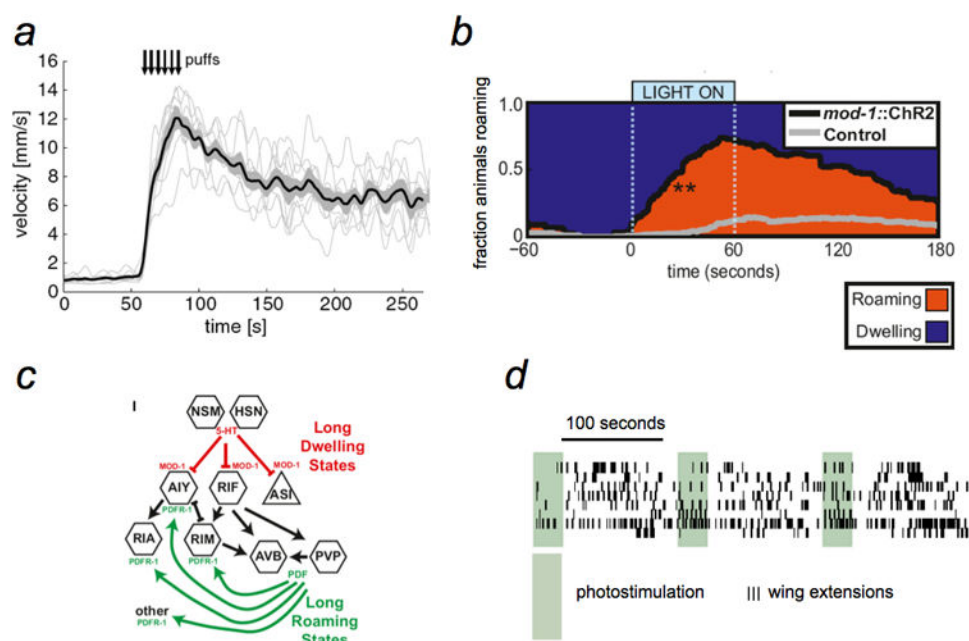 a
puffs
16
14
12
10
8
6
4
2
0
velocity [mm/s]
0 50 100 150 200 250
time [s]
b
LIGHT ON
mod-1::ChR2
Control
**
1.0
0.5
0
fraction animals roaming
−60 0 60 120 180
time (seconds)
Roaming
Dwelling
c
I
NSM HSN
5-HT
Long
Dwelling
States
MOD-1 MOD-1 MOD-1
AIY RIF ASI
PDFR-1
RIA RIM AVB PVP
PDFR-1 PDFR-1 PDF
other
PDFR-1
Long
Roaming
States
d
100 seconds
photostimulation ||| wing extensions